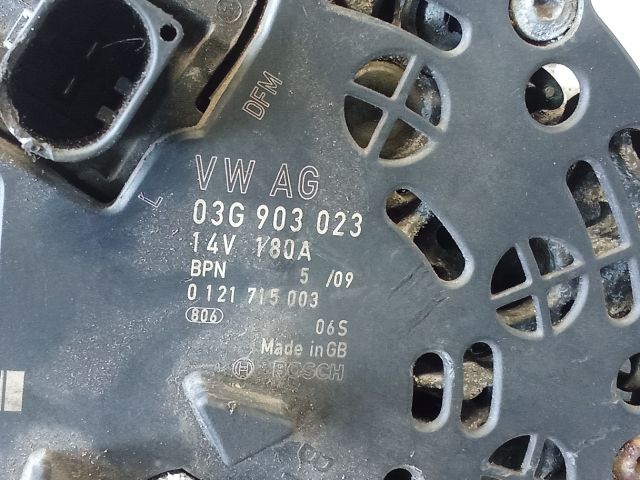 DFM
L
VW AG
03G 903 023
14V 180A
BPN 5 /09
0 121 715 003
806
06S
Made in GB
BOSCH